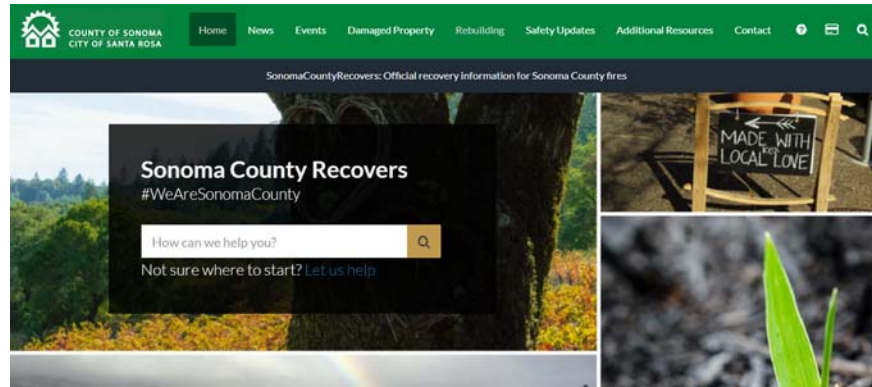 COUNTY OF SONOMA
CITY OF SANTA ROSA
Home News Events Damaged Property Rebuilding Safety Updates Additional Resources Contact
SonomaCountyRecovers: Official recovery information for Sonoma County fires
Sonoma County Recovers
#WeAreSonomaCounty
How can we help you?
Not sure where to start? Let us help
MADE WITH
LOCAL LOVE